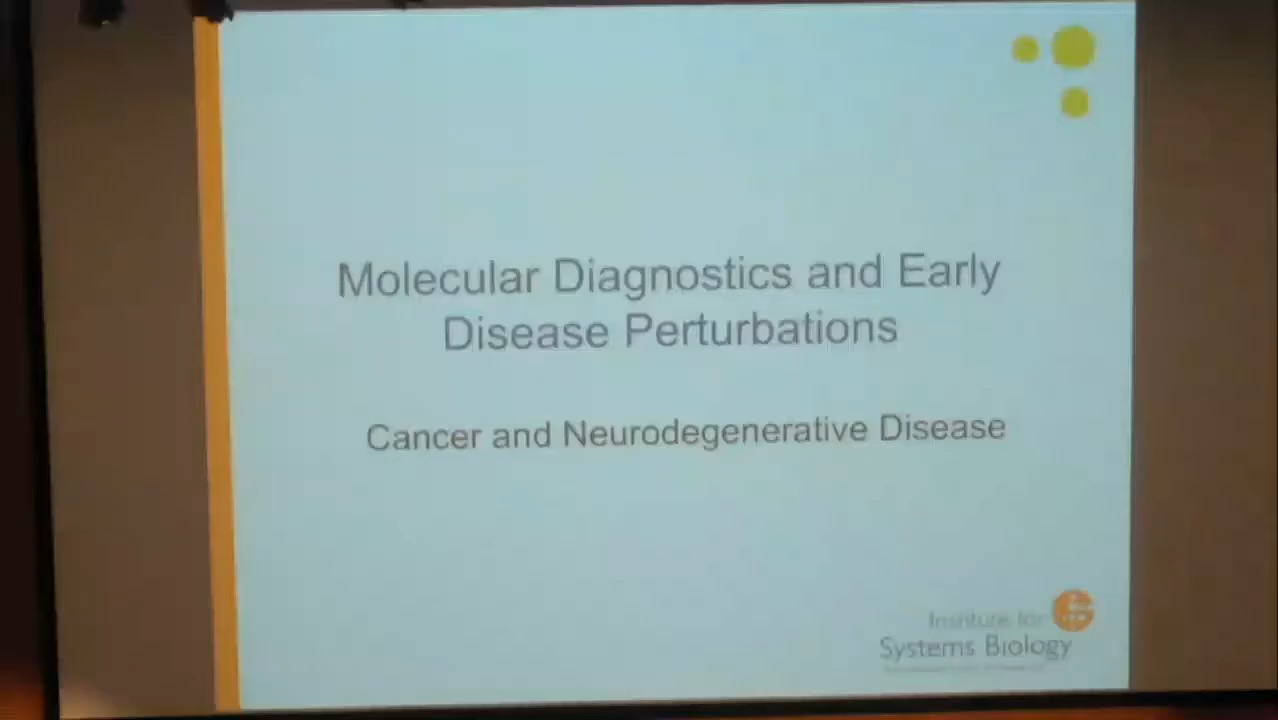 Molecular Diagnostics and Early
Disease Perturbations
Cancer and Neurodegenerative Disease
Institute for
Systems Biology